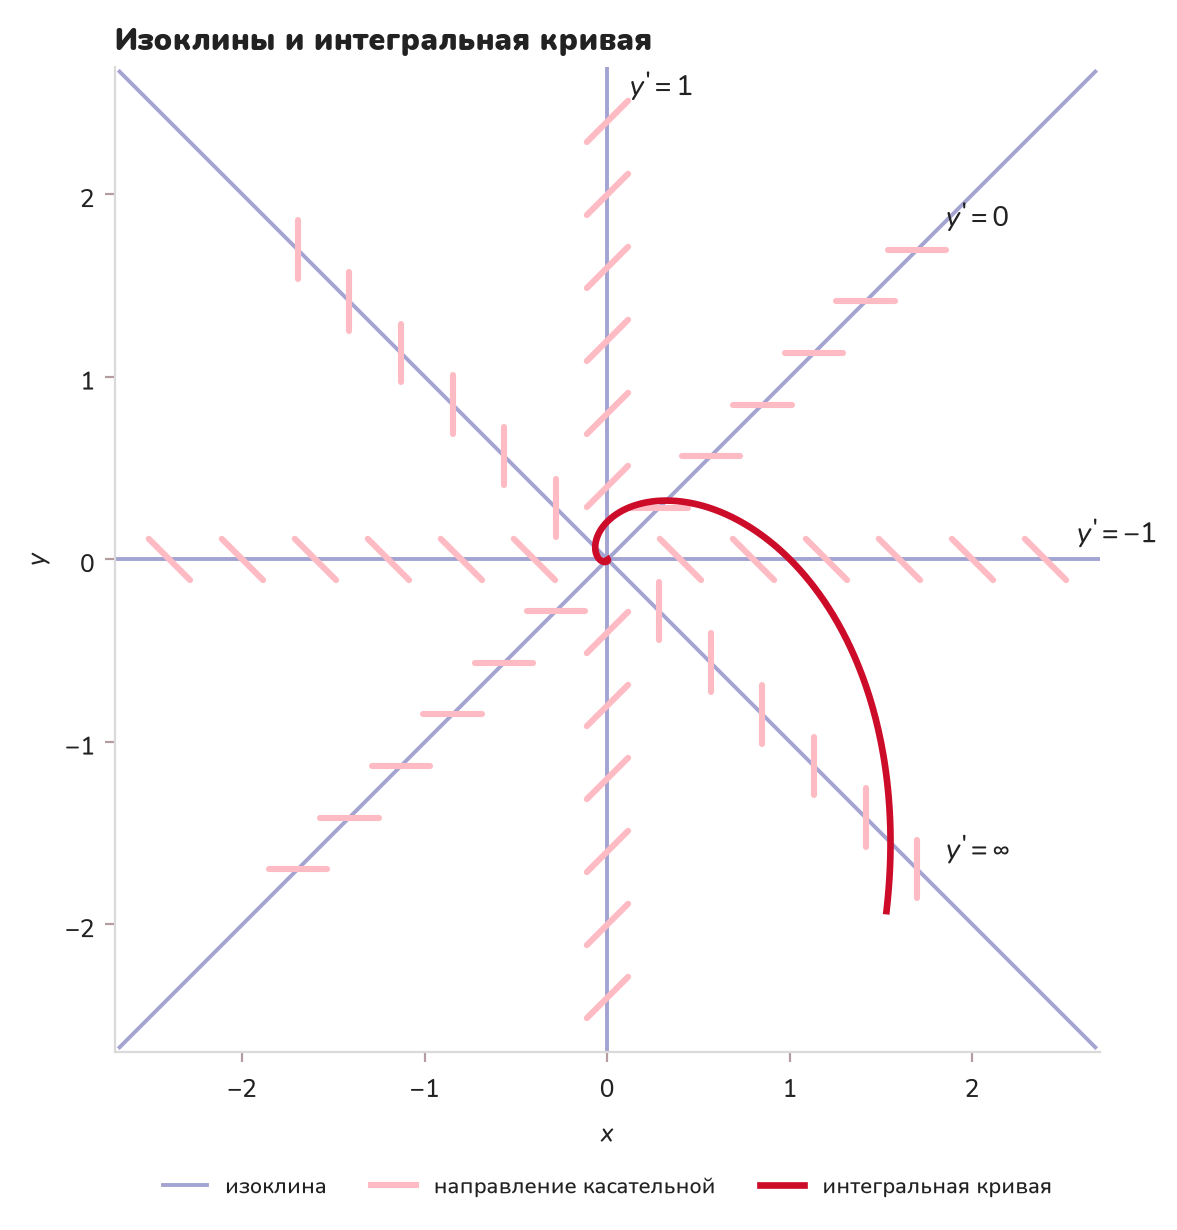 Изоклины и интегральная кривая
y' = 1
y' = 0
y' = −1
y' = ∞
2
1
0
−1
−2
y
−2
−1
0
1
2
x
изоклина
направление касательной
интегральная кривая